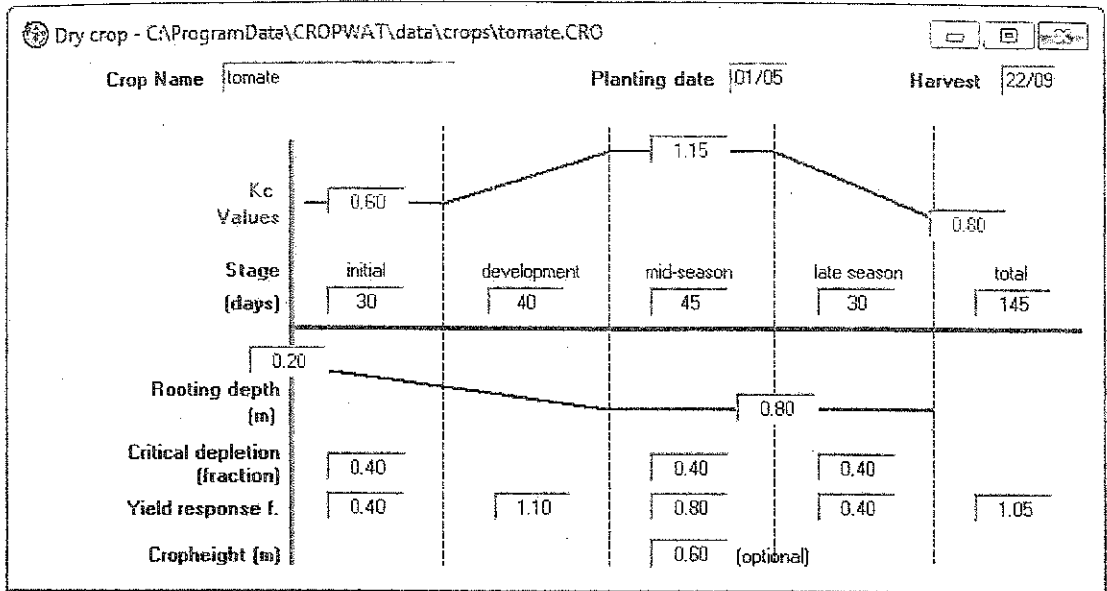 Dry crop - C:\ProgramData\CROPWAT\data\crops\tomate.CRO
Crop Name tomate Planting date 01/05 Harvest 22/09
1.15
Kc Values 0.60 0.80
Stage initial development mid-season late season total
(days) 30 40 45 30 145
0.20
Rooting depth (m) 0.80
Critical depletion (fraction) 0.40 0.40 0.40
Yield response f. 0.40 1.10 0.80 0.40 1.05
Cropheight (m) 0.60 (optional)